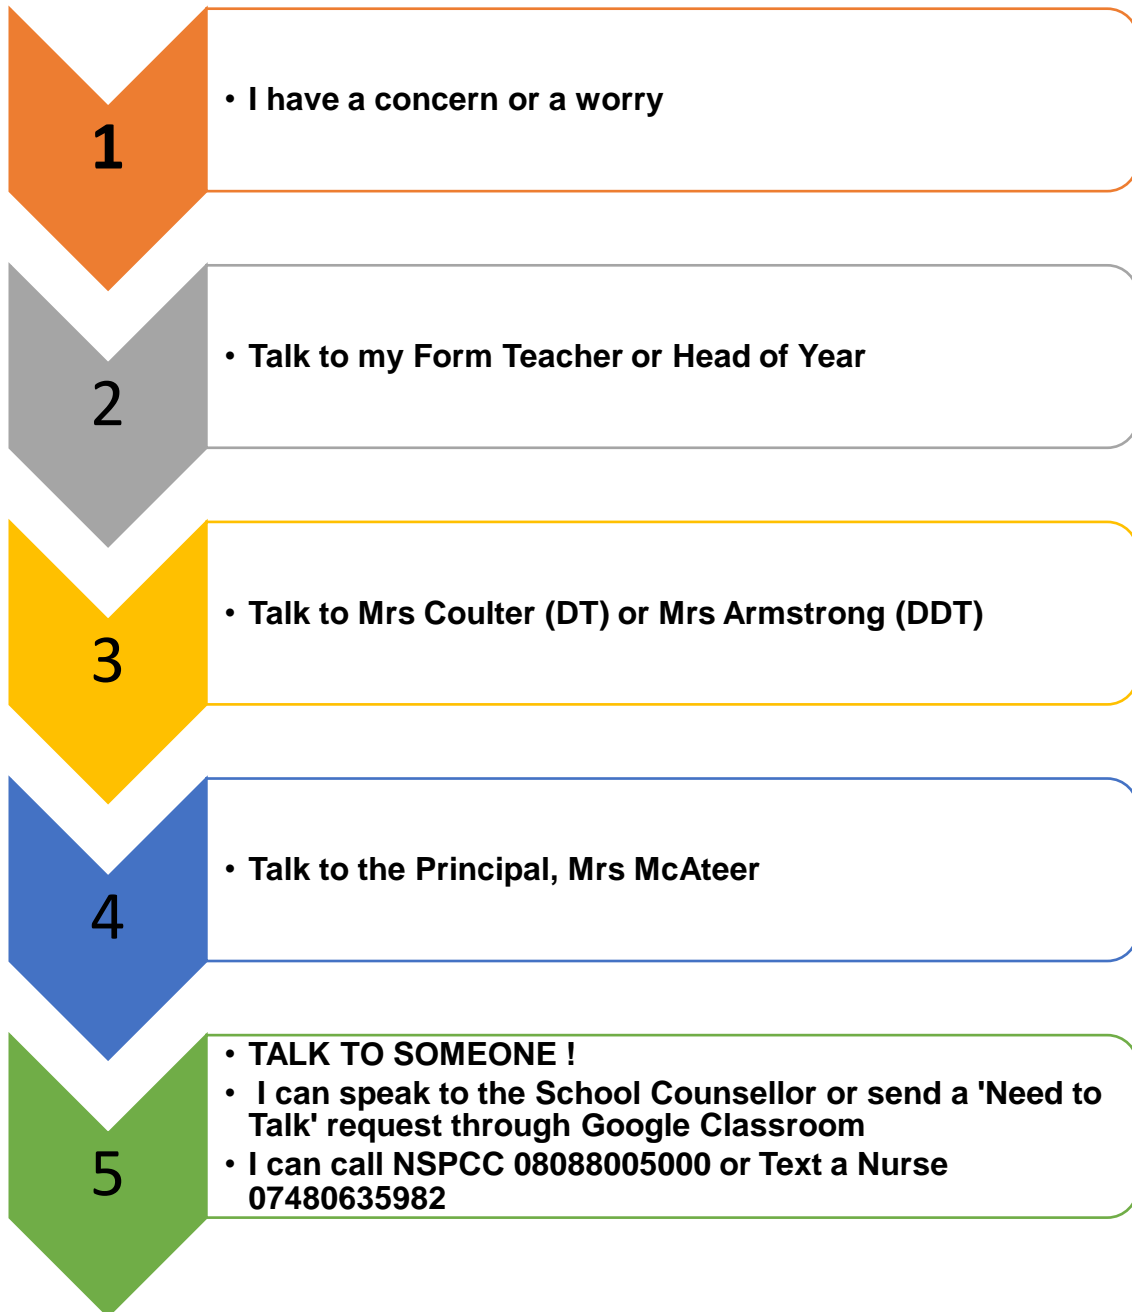 1
• I have a concern or a worry
2
• Talk to my Form Teacher or Head of Year
3
• Talk to Mrs Coulter (DT) or Mrs Armstrong (DDT)
4
• Talk to the Principal, Mrs McAteer
5
• TALK TO SOMEONE !
• I can speak to the School Counsellor or send a 'Need to
Talk' request through Google Classroom
• I can call NSPCC 08088005000 or Text a Nurse
07480635982